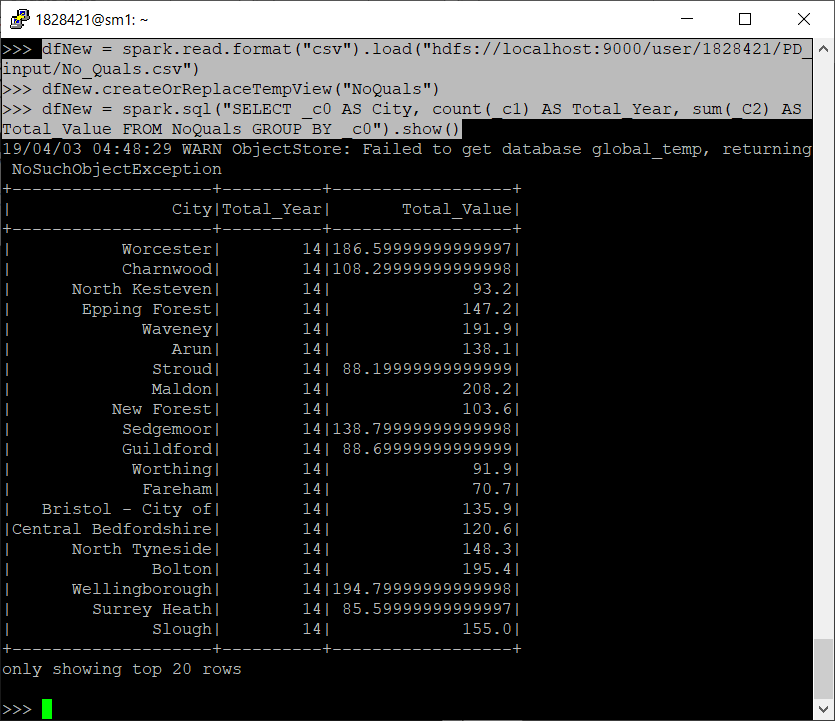 1828421@sm1: ~
>>> dfNew = spark.read.format("csv").load("hdfs://localhost:9000/user/1828421/PD_
input/No_Quals.csv")
>>> dfNew.createOrReplaceTempView("NoQuals")
>>> dfNew = spark.sql("SELECT _c0 AS City, count(_c1) AS Total_Year, sum(_C2) AS
Total_Value FROM NoQuals GROUP BY _c0").show()
19/04/03 04:48:29 WARN ObjectStore: Failed to get database global_temp, returning
 NoSuchObjectException
+--------------------+----------+------------------+
|                City|Total_Year|       Total_Value|
+--------------------+----------+------------------+
|           Worcester|        14|186.59999999999997|
|           Charnwood|        14|108.29999999999998|
|      North Kesteven|        14|              93.2|
|       Epping Forest|        14|             147.2|
|             Waveney|        14|             191.9|
|                Arun|        14|             138.1|
|              Stroud|        14| 88.19999999999999|
|              Maldon|        14|             208.2|
|          New Forest|        14|             103.6|
|           Sedgemoor|        14|138.79999999999998|
|           Guildford|        14| 88.69999999999999|
|            Worthing|        14|              91.9|
|             Fareham|        14|              70.7|
|   Bristol - City of|        14|             135.9|
|Central Bedfordshire|        14|             120.6|
|      North Tyneside|        14|             148.3|
|              Bolton|        14|             195.4|
|      Wellingborough|        14|194.79999999999998|
|        Surrey Heath|        14| 85.59999999999997|
|              Slough|        14|             155.0|
+--------------------+----------+------------------+
only showing top 20 rows
>>>